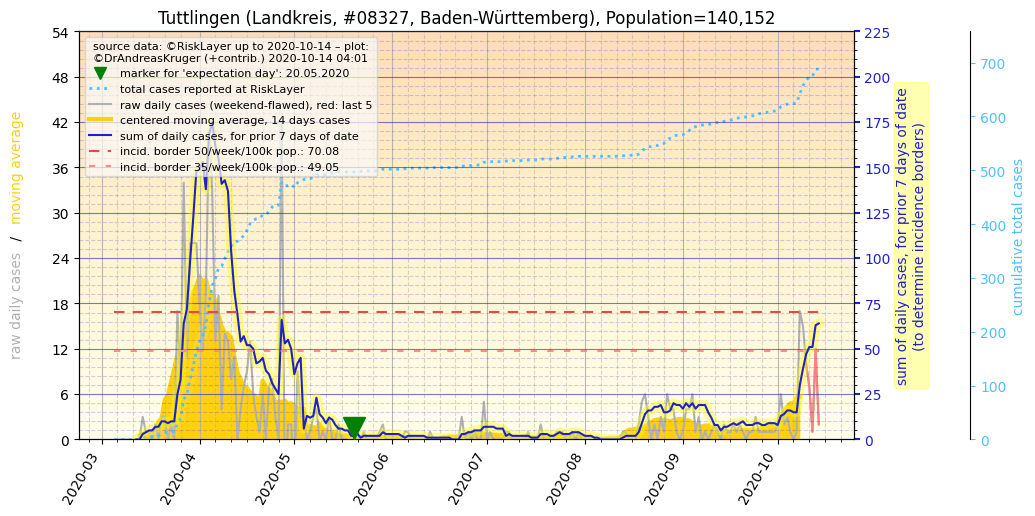 Tuttlingen (Landkreis, #08327, Baden-Württemberg), Population=140,152
source data: ©RiskLayer up to 2020-10-14 – plot:
©DrAndreasKruger (+contrib.) 2020-10-14 04:01
marker for 'expectation day': 20.05.2020
total cases reported at RiskLayer
raw daily cases (weekend-flawed), red: last 5
centered moving average, 14 days cases
sum of daily cases, for prior 7 days of date
incid. border 50/week/100k pop.: 70.08
incid. border 35/week/100k pop.: 49.05
raw daily cases / moving average
54
48
42
36
30
24
18
12
6
0
2020-03
2020-04
2020-05
2020-06
2020-07
2020-08
2020-09
2020-10
225
200
175
150
125
100
75
50
25
0
sum of daily cases, for prior 7 days of date
(to determine incidence borders)
700
600
500
400
300
200
100
0
cumulative total cases